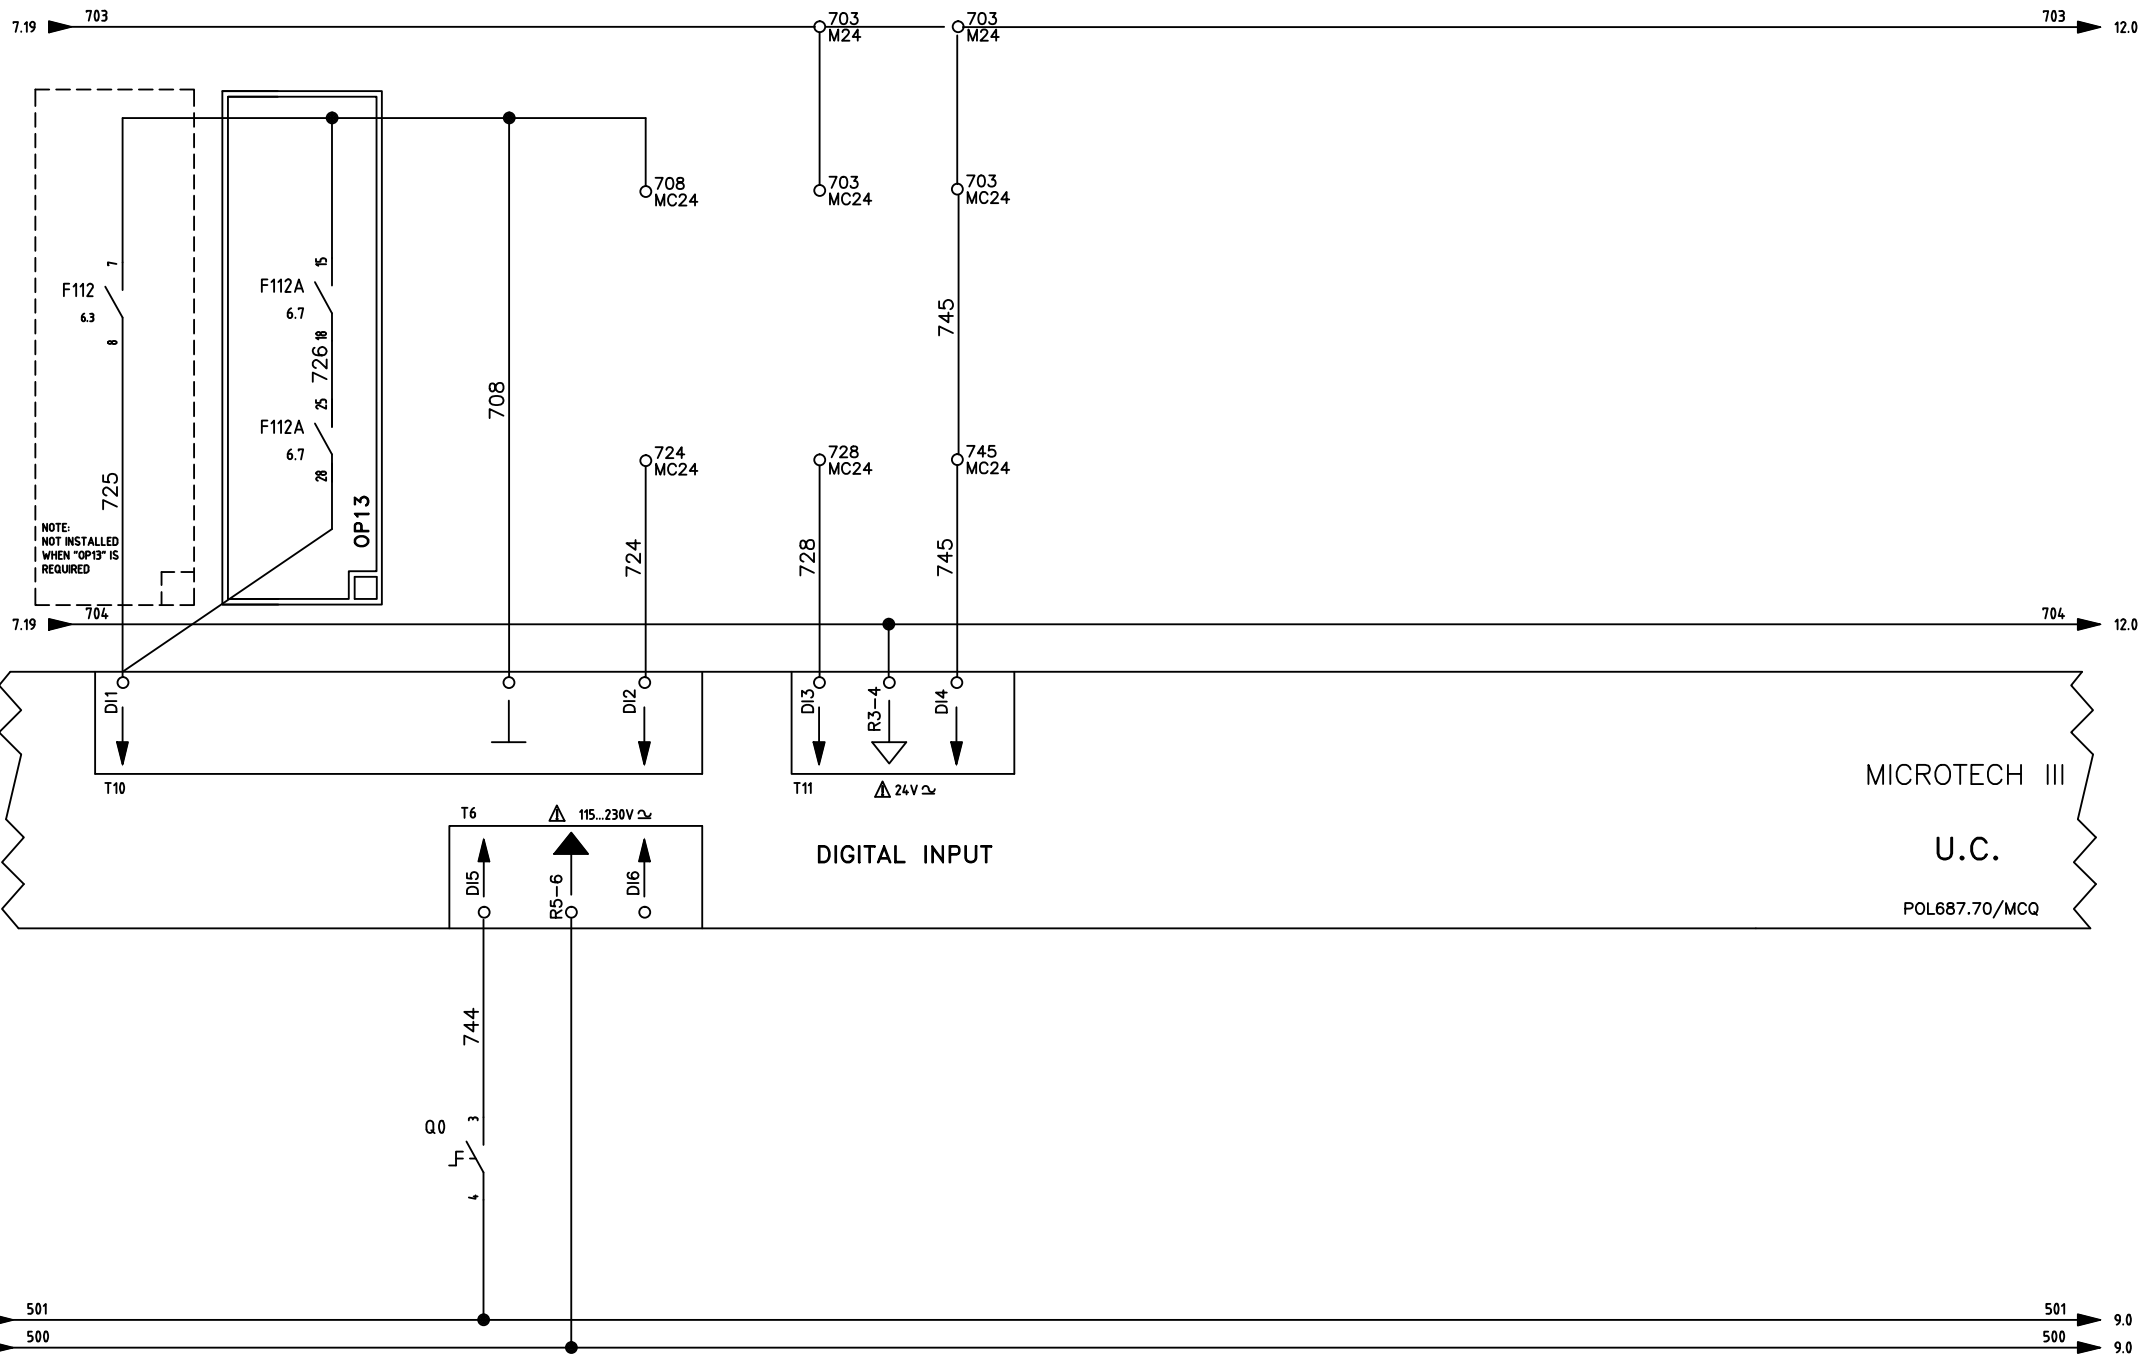 703
7.19
703
M24
703
M24
703
12.0
708
MC24
703
MC24
703
MC24
7
F112
6.3
8
725
NOTE:
NOT INSTALLED
WHEN "OP13" IS
REQUIRED
15
F112A
6.7
18
726
25
F112A
6.7
28
OP13
708
745
724
MC24
728
MC24
745
MC24
724
728
745
704
7.19
704
12.0
DI1
DI2
DI3
R3-4
DI4
T10
T11
24V
MICROTECH III
T6
115...230V
DIGITAL INPUT
U.C.
DI5
R5-6
DI6
POL687.70/MCQ
744
Q0
3
4
501
501
9.0
500
500
9.0